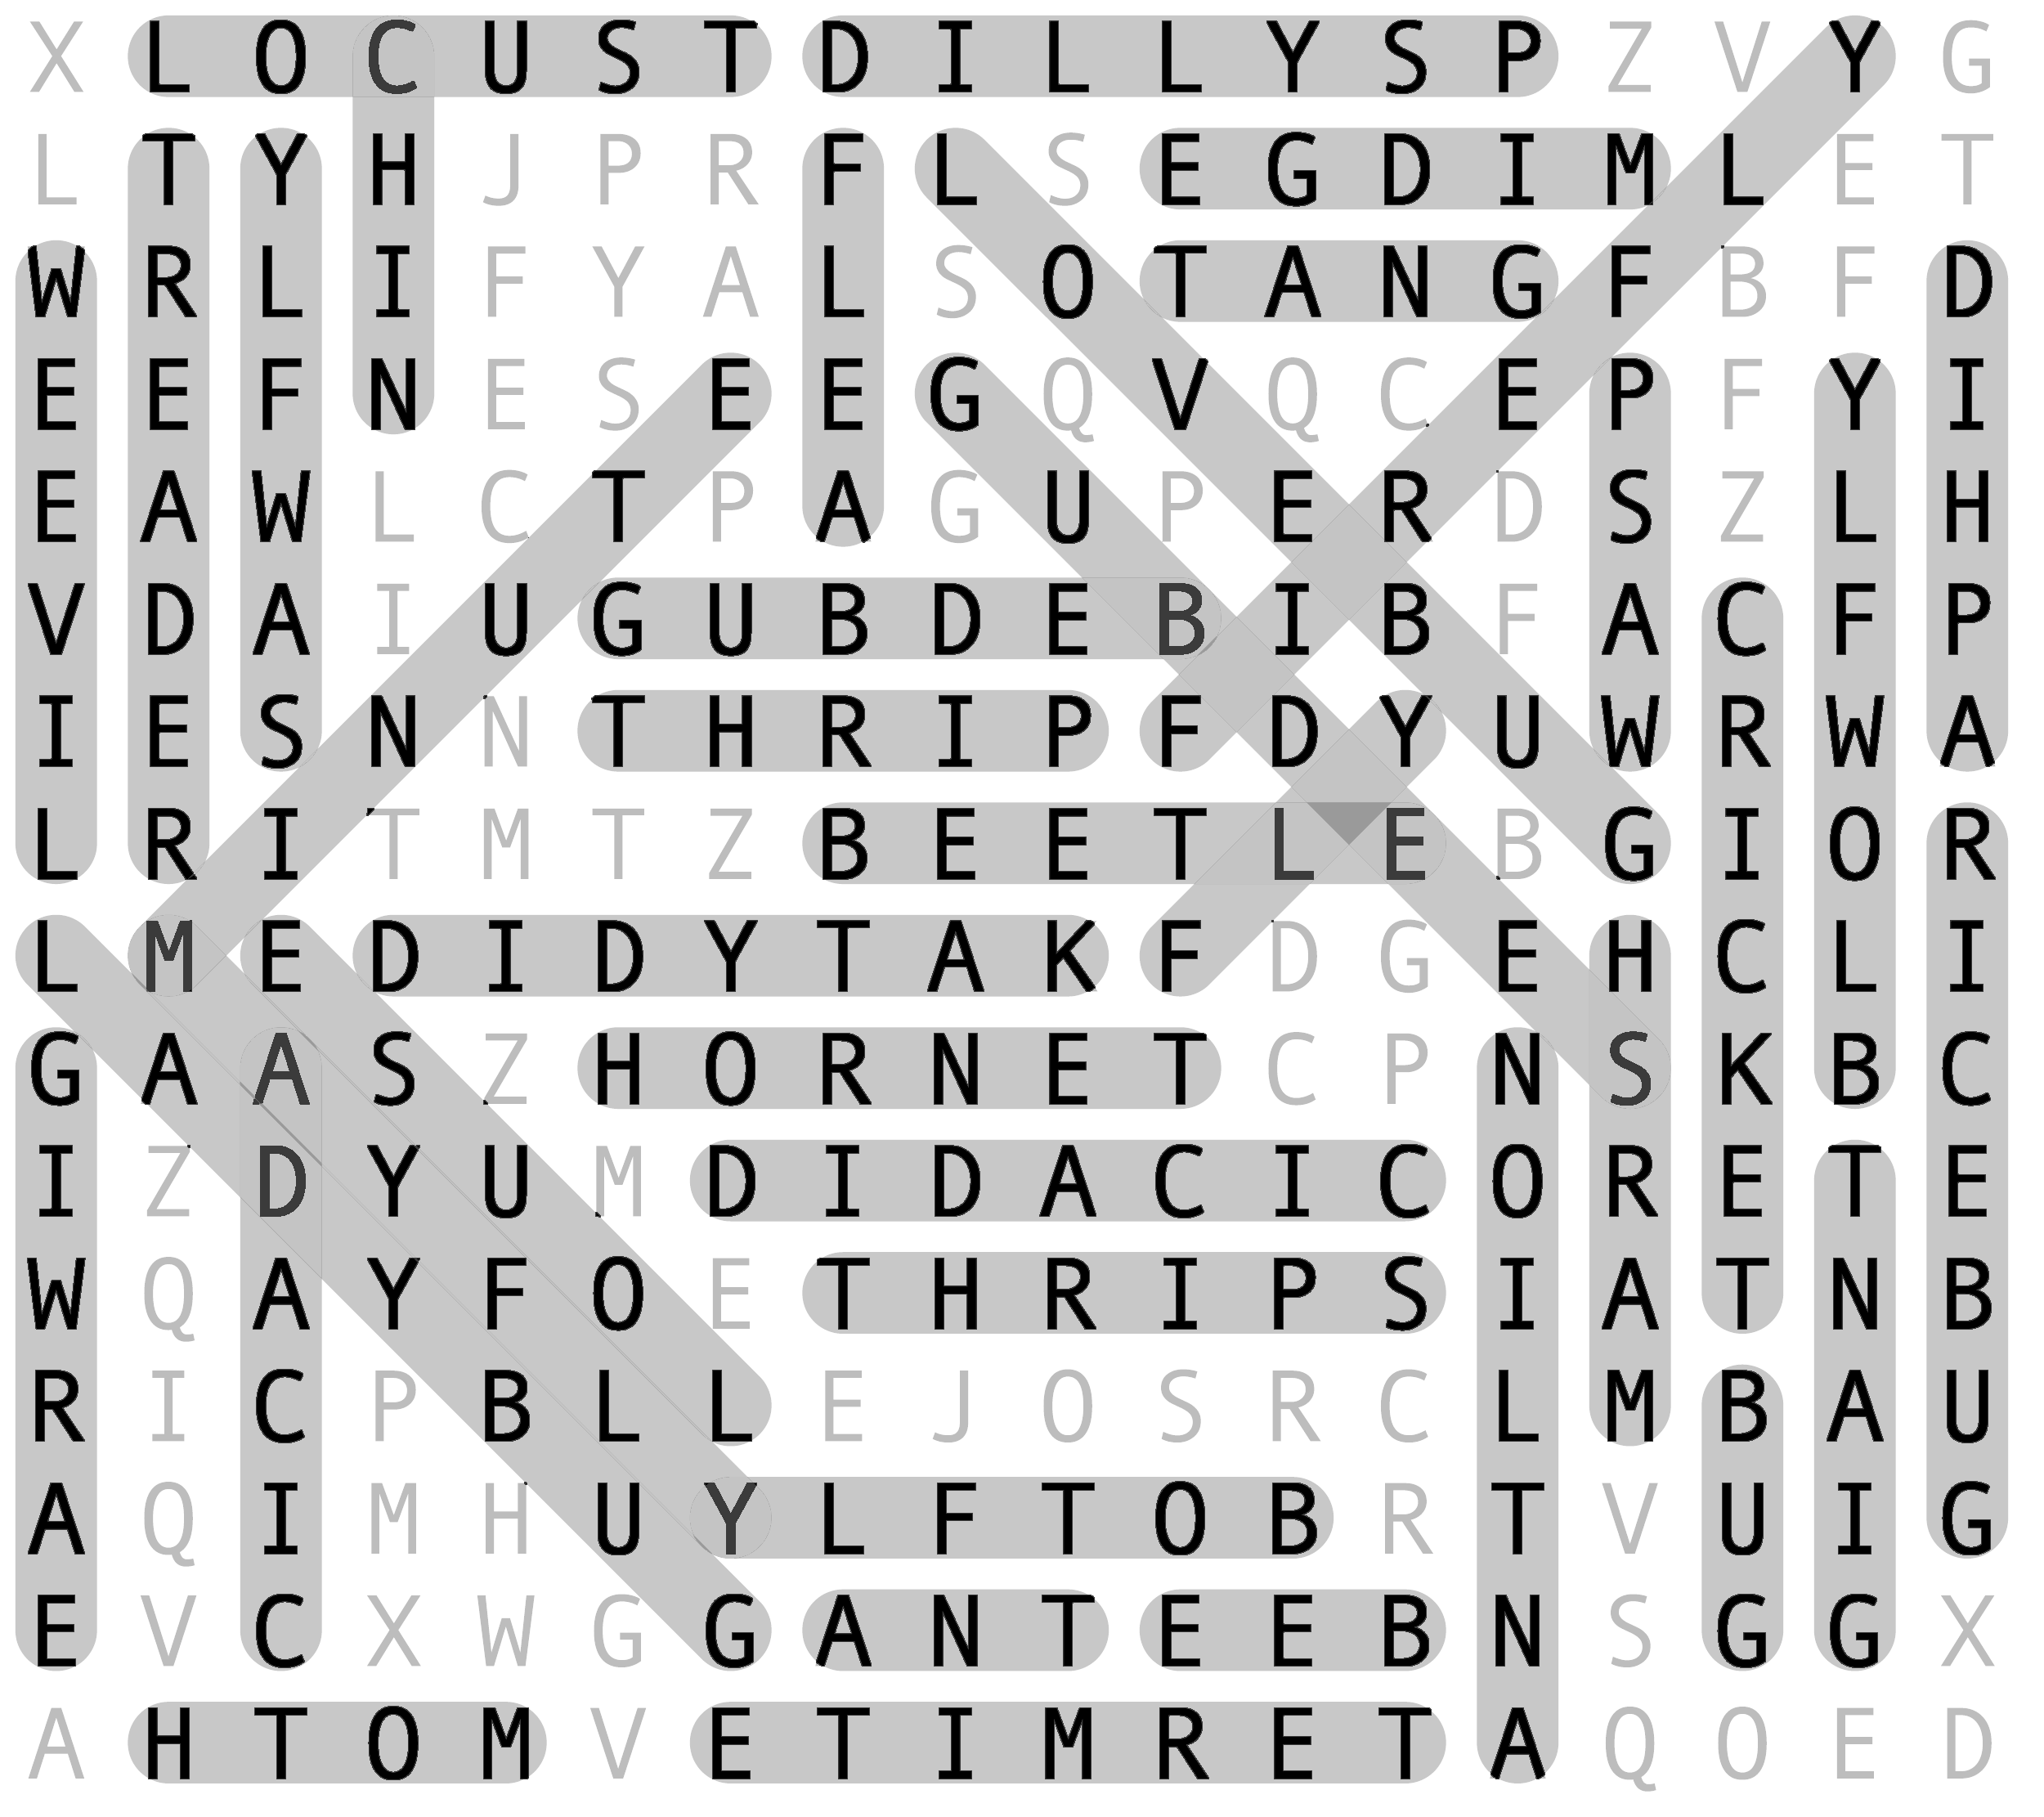 X L O C U S T D I L L Y S P Z V Y G
L T Y H J P R F L S E G D I M L E T
W R L I F Y A L S O T A N G F B F D
E E F N E S E E G Q V Q C E P F Y I
E A W L C T P A G U P E R D S Z L H
V D A I U G U B D E B I B F A C F P
I E S N N T H R I P F D Y U W R W A
L R I T M T Z B E E T L E B G I O R
L M E D I D Y T A K F D G E H C L I
G A A S Z H O R N E T C P N S K B C
I Z D Y U M D I D A C I C O R E T E
W Q A Y F O E T H R I P S I A T N B
R I C P B L L E J O S R C L M B A U
A Q I M H U Y L F T O B R T V U I G
E V C X W G G A N T E E B N S G G X
A H T O M V E T I M R E T A Q O E D